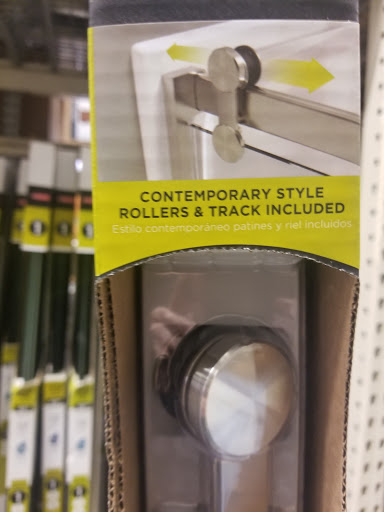 CONTEMPORARY STYLE
ROLLERS & TRACK INCLUDED
Estilo contemporáneo patines y riel incluidos